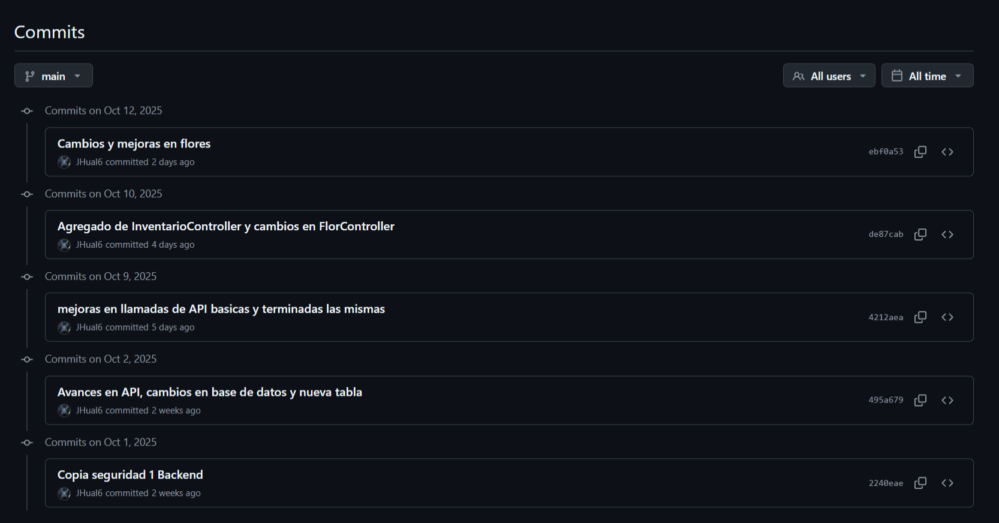 Commits
main
All users
All time
Commits on Oct 12, 2025
Cambios y mejoras en flores
JHual6 committed 2 days ago
ebf0a53
Commits on Oct 10, 2025
Agregado de InventarioController y cambios en FlorController
JHual6 committed 4 days ago
de87cab
Commits on Oct 9, 2025
mejoras en llamadas de API basicas y terminadas las mismas
JHual6 committed 5 days ago
4212aea
Commits on Oct 2, 2025
Avances en API, cambios en base de datos y nueva tabla
JHual6 committed 2 weeks ago
495a679
Commits on Oct 1, 2025
Copia seguridad 1 Backend
JHual6 committed 2 weeks ago
2240eae